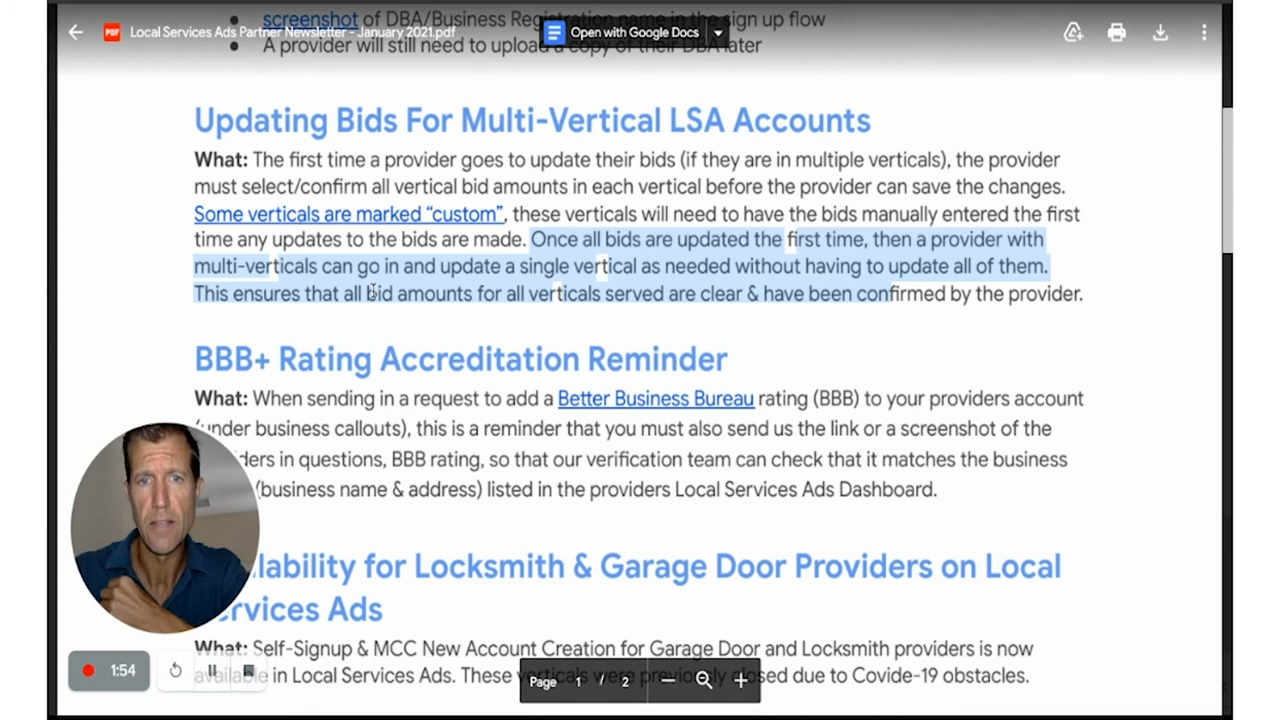 screenshot of DBA/Business Registration name in the sign up flow
Local Services Ads Partner Newsletter - January 2021.pdf
Open with Google Docs
A provider will still need to upload a copy of their DBA later
Updating Bids For Multi-Vertical LSA Accounts
What: The first time a provider goes to update their bids (if they are in multiple verticals), the provider
must select/confirm all vertical bid amounts in each vertical before the provider can save the changes.
Some verticals are marked “custom”, these verticals will need to have the bids manually entered the first
time any updates to the bids are made. Once all bids are updated the first time, then a provider with
multi-verticals can go in and update a single vertical as needed without having to update all of them.
This ensures that all bid amounts for all verticals served are clear & have been confirmed by the provider.
BBB+ Rating Accreditation Reminder
What: When sending in a request to add a Better Business Bureau rating (BBB) to your providers account
(under business callouts), this is a reminder that you must also send us the link or a screenshot of the
ders in questions, BBB rating, so that our verification team can check that it matches the business
(business name & address) listed in the providers Local Services Ads Dashboard.
lability for Locksmith & Garage Door Providers on Local
ervices Ads
What: Self-Signup & MCC New Account Creation for Garage Door and Locksmith providers is now
available in Local Services Ads. These verticals were previously closed due to Covide-19 obstacles.
1:54
Page 1 / 2